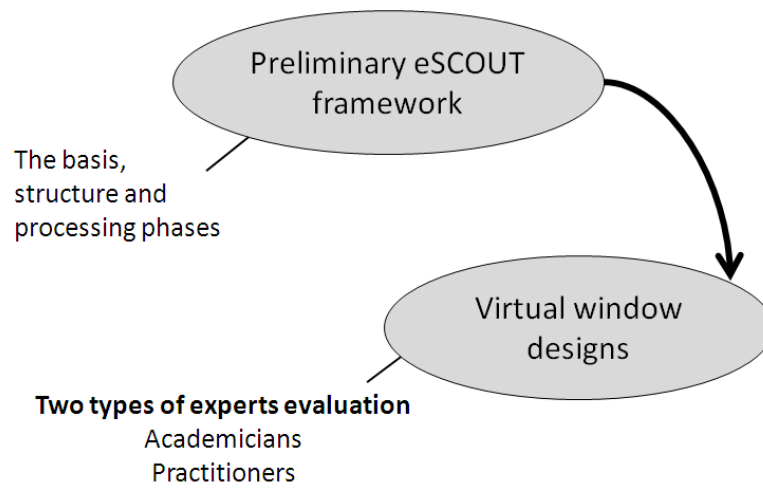 Preliminary eSCOUT
framework
The basis,
structure and
processing phases
Virtual window
designs
Two types of experts evaluation
Academicians
Practitioners